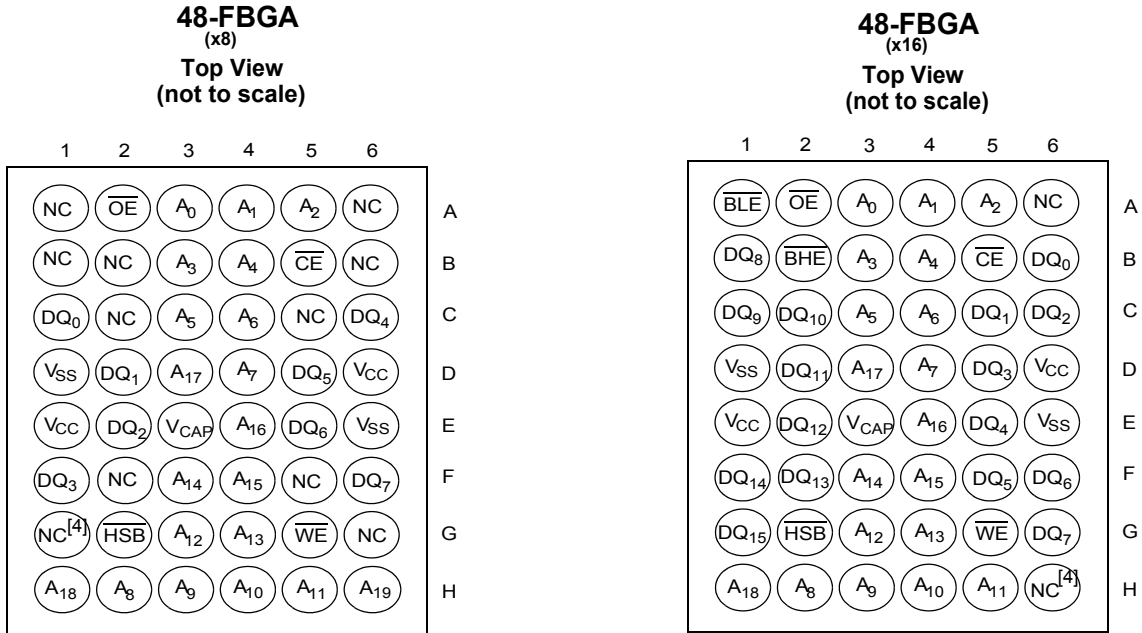 48-FBGA
(x8)
Top View
(not to scale)
1 2 3 4 5 6
NC OE A0 A1 A2 NC A
NC NC A3 A4 CE NC B
DQ0 NC A5 A6 NC DQ4 C
VSS DQ1 A17 A7 DQ5 VCC D
VCC DQ2 VCAP A16 DQ6 VSS E
DQ3 NC A14 A15 NC DQ7 F
NC[4] HSB A12 A13 WE NC G
A18 A8 A9 A10 A11 A19 H
48-FBGA
(x16)
Top View
(not to scale)
1 2 3 4 5 6
BLE OE A0 A1 A2 NC A
DQ8 BHE A3 A4 CE DQ0 B
DQ9 DQ10 A5 A6 DQ1 DQ2 C
VSS DQ11 A17 A7 DQ3 VCC D
VCC DQ12 VCAP A16 DQ4 VSS E
DQ14 DQ13 A14 A15 DQ5 DQ6 F
DQ15 HSB A12 A13 WE DQ7 G
A18 A8 A9 A10 A11 NC[4] H